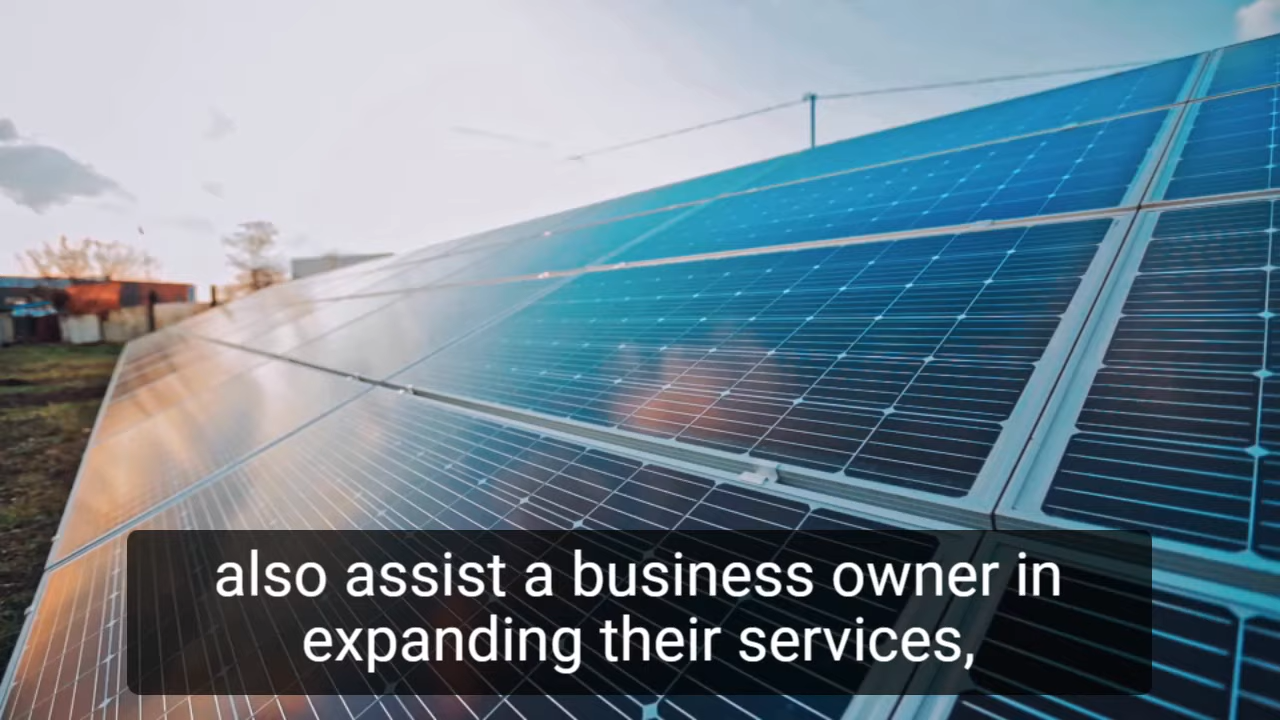 also assist a business owner in
expanding their services,